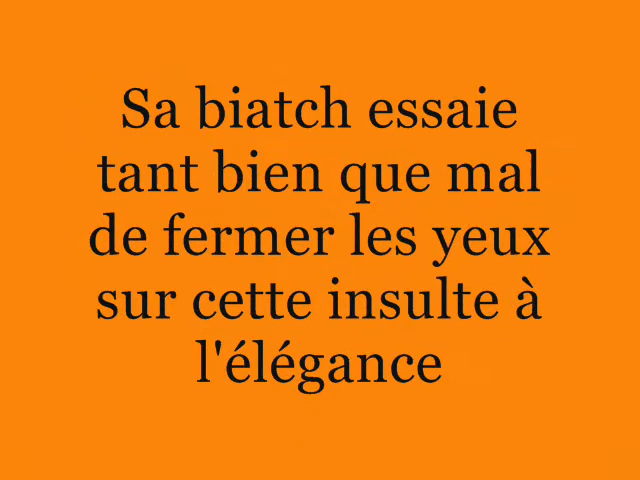 Sa biatch essaie
tant bien que mal
de fermer les yeux
sur cette insulte à
l'élégance